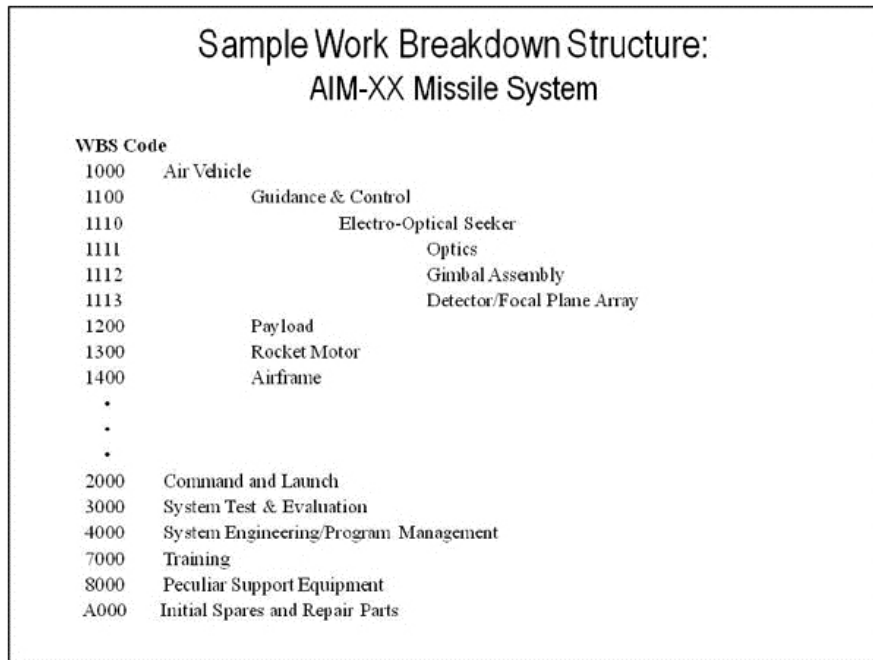 Sample Work Breakdown Structure:
AIM-XX Missile System
WBS Code
1000 Air Vehicle
1100 Guidance & Control
1110 Electro-Optical Seeker
1111 Optics
1112 Gimbal Assembly
1113 Detector/Focal Plane Array
1200 Payload
1300 Rocket Motor
1400 Airframe
•
•
•
2000 Command and Launch
3000 System Test & Evaluation
4000 System Engineering/Program Management
7000 Training
8000 Peculiar Support Equipment
A000 Initial Spares and Repair Parts